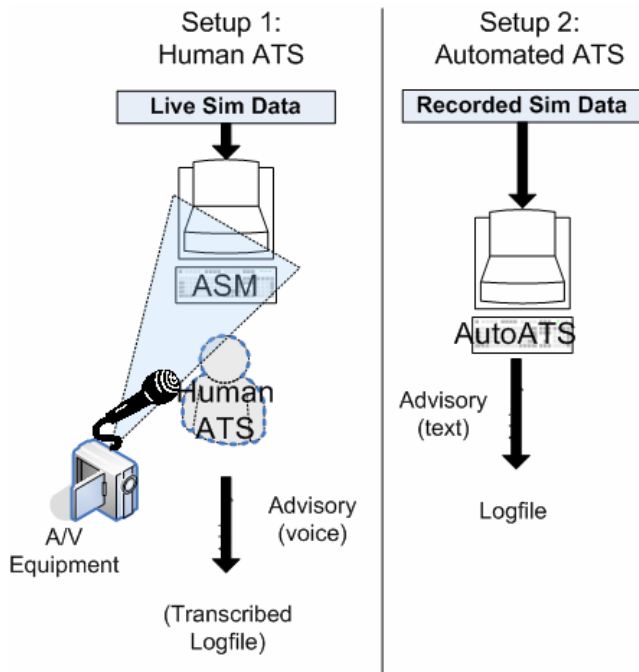 Setup 1:
Human ATS
Live Sim Data
ASM
Human
ATS
A/V
Equipment
Advisory
(voice)
(Transcribed
Logfile)
Setup 2:
Automated ATS
Recorded Sim Data
AutoATS
Advisory
(text)
Logfile